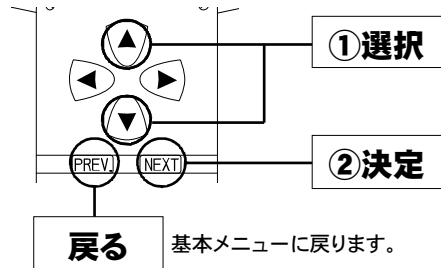 ①選択
PREV.
NEXT
②決定
戻る
基本メニューに戻ります。